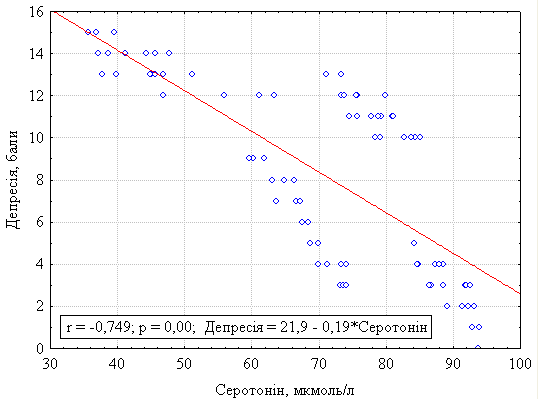 16
14
12
10
8
6
4
2
0
Депресія, бали
r = -0,749; p = 0,00; Депресія = 21,9 - 0,19*Серотонін
30 40 50 60 70 80 90 100
Серотонін, мкмоль/л